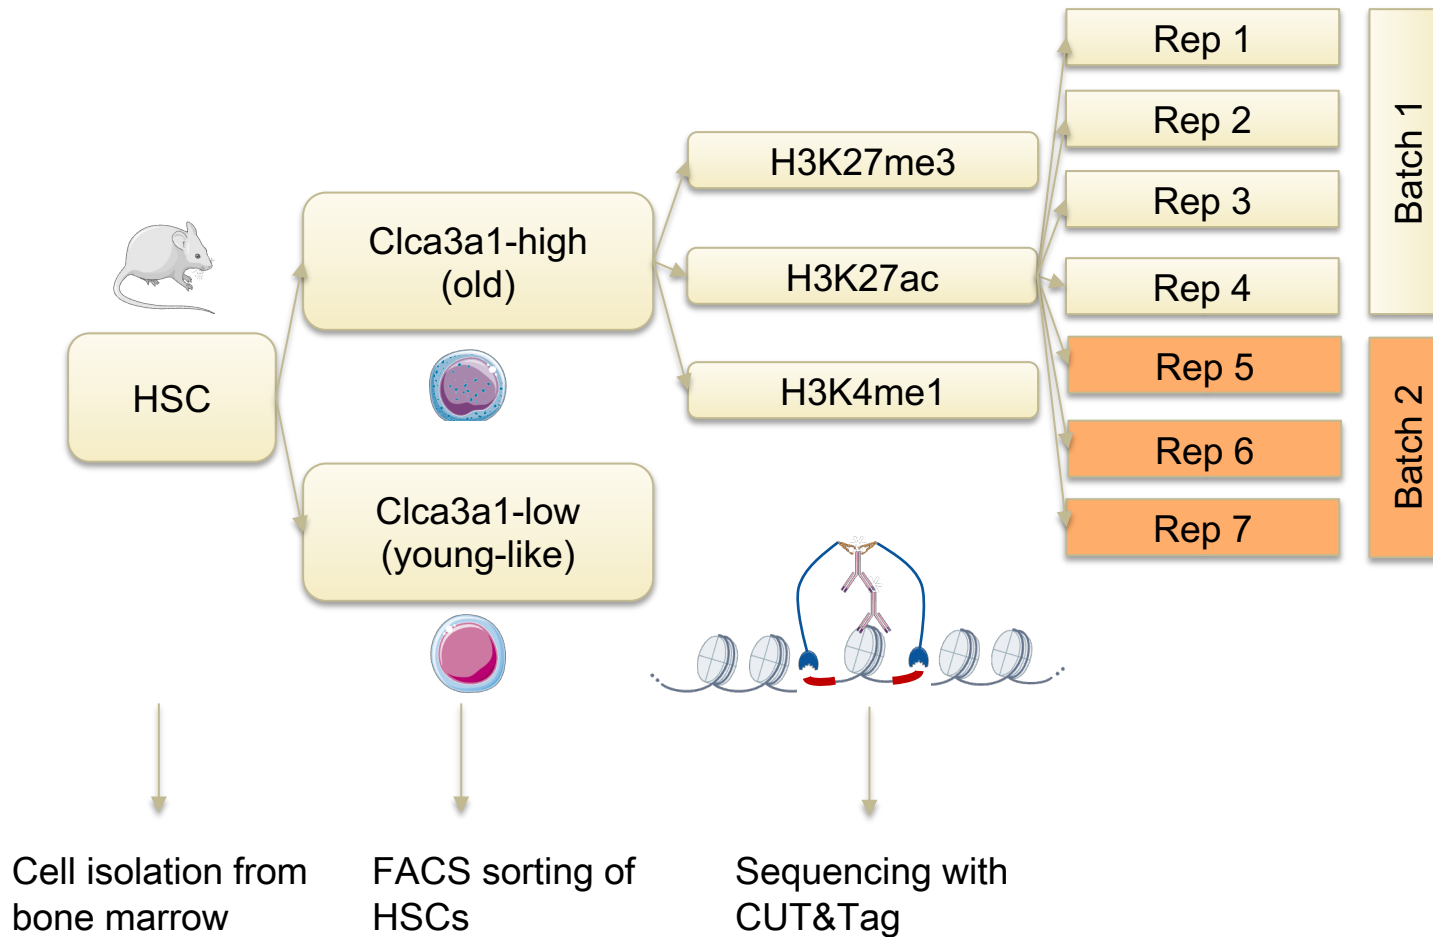 HSC
Clca3a1-high
(old)
Clca3a1-low
(young-like)
H3K27me3
H3K27ac
H3K4me1
Rep 1
Rep 2
Rep 3
Rep 4
Rep 5
Rep 6
Rep 7
Batch 1
Batch 2
Cell isolation from
bone marrow
FACS sorting of
HSCs
Sequencing with
CUT&Tag